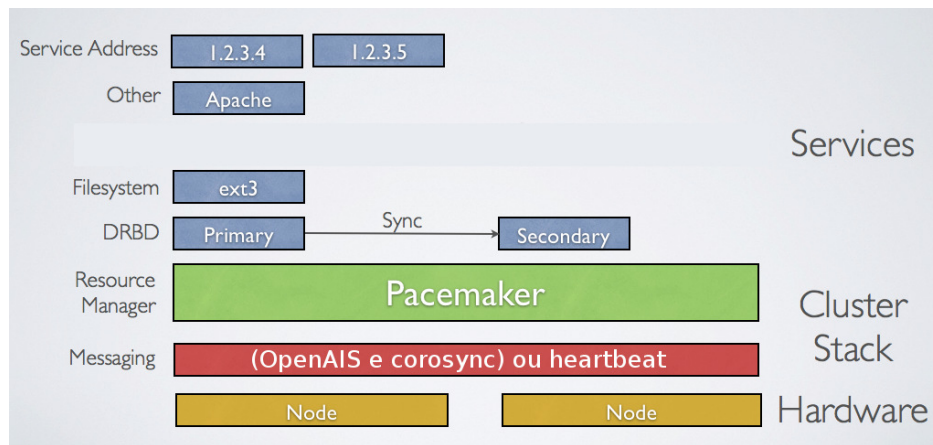 Service Address 1.2.3.4 1.2.3.5
Other Apache
Services
Filesystem ext3
DRBD Primary Sync Secondary
Resource
Manager
Pacemaker
Cluster
Stack
Messaging (OpenAIS e corosync) ou heartbeat
Node Node Hardware